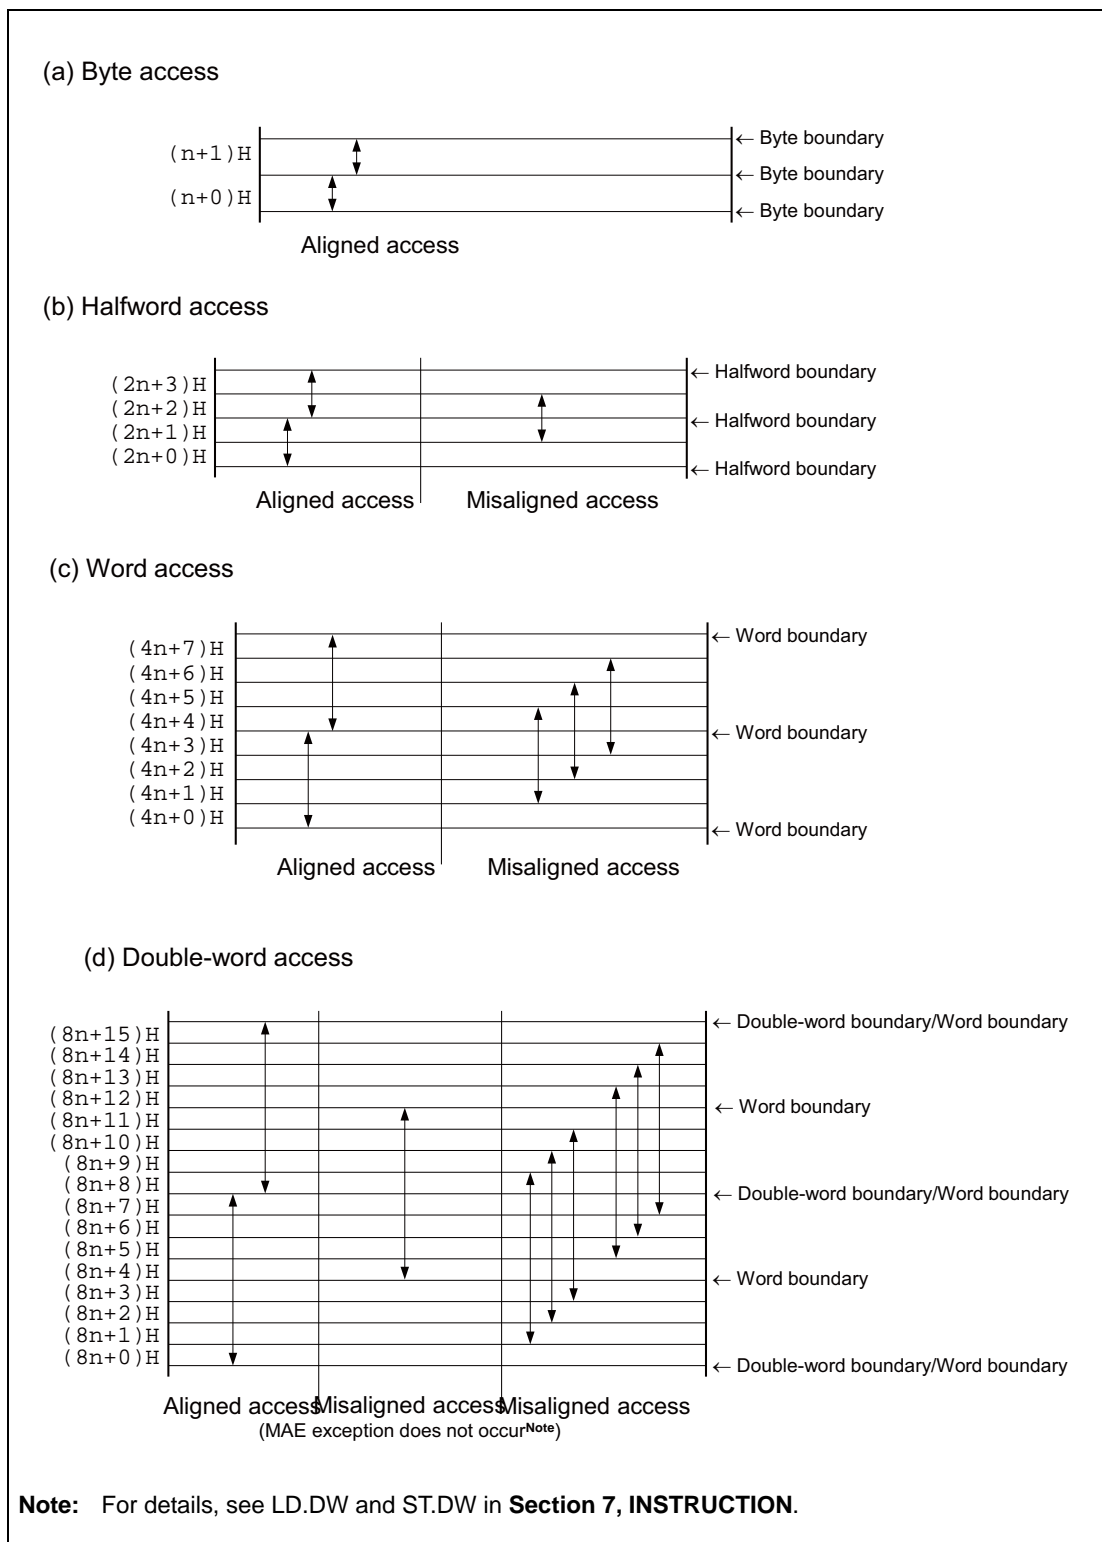 (a) Byte access
← Byte boundary
(n+1)H
← Byte boundary
(n+0)H
← Byte boundary
Aligned access
(b) Halfword access
← Halfword boundary
(2n+3)H
(2n+2)H
← Halfword boundary
(2n+1)H
(2n+0)H
← Halfword boundary
Aligned access Misaligned access
(c) Word access
← Word boundary
(4n+7)H
(4n+6)H
(4n+5)H
(4n+4)H
← Word boundary
(4n+3)H
(4n+2)H
(4n+1)H
(4n+0)H
← Word boundary
Aligned access Misaligned access
(d) Double-word access
← Double-word boundary/Word boundary
(8n+15)H
(8n+14)H
(8n+13)H
(8n+12)H
← Word boundary
(8n+11)H
(8n+10)H
(8n+9)H
(8n+8)H
← Double-word boundary/Word boundary
(8n+7)H
(8n+6)H
(8n+5)H
(8n+4)H
← Word boundary
(8n+3)H
(8n+2)H
(8n+1)H
(8n+0)H
← Double-word boundary/Word boundary
Aligned access Misaligned access Misaligned access
(MAE exception does not occurNote)
Note: For details, see LD.DW and ST.DW in Section 7, INSTRUCTION.